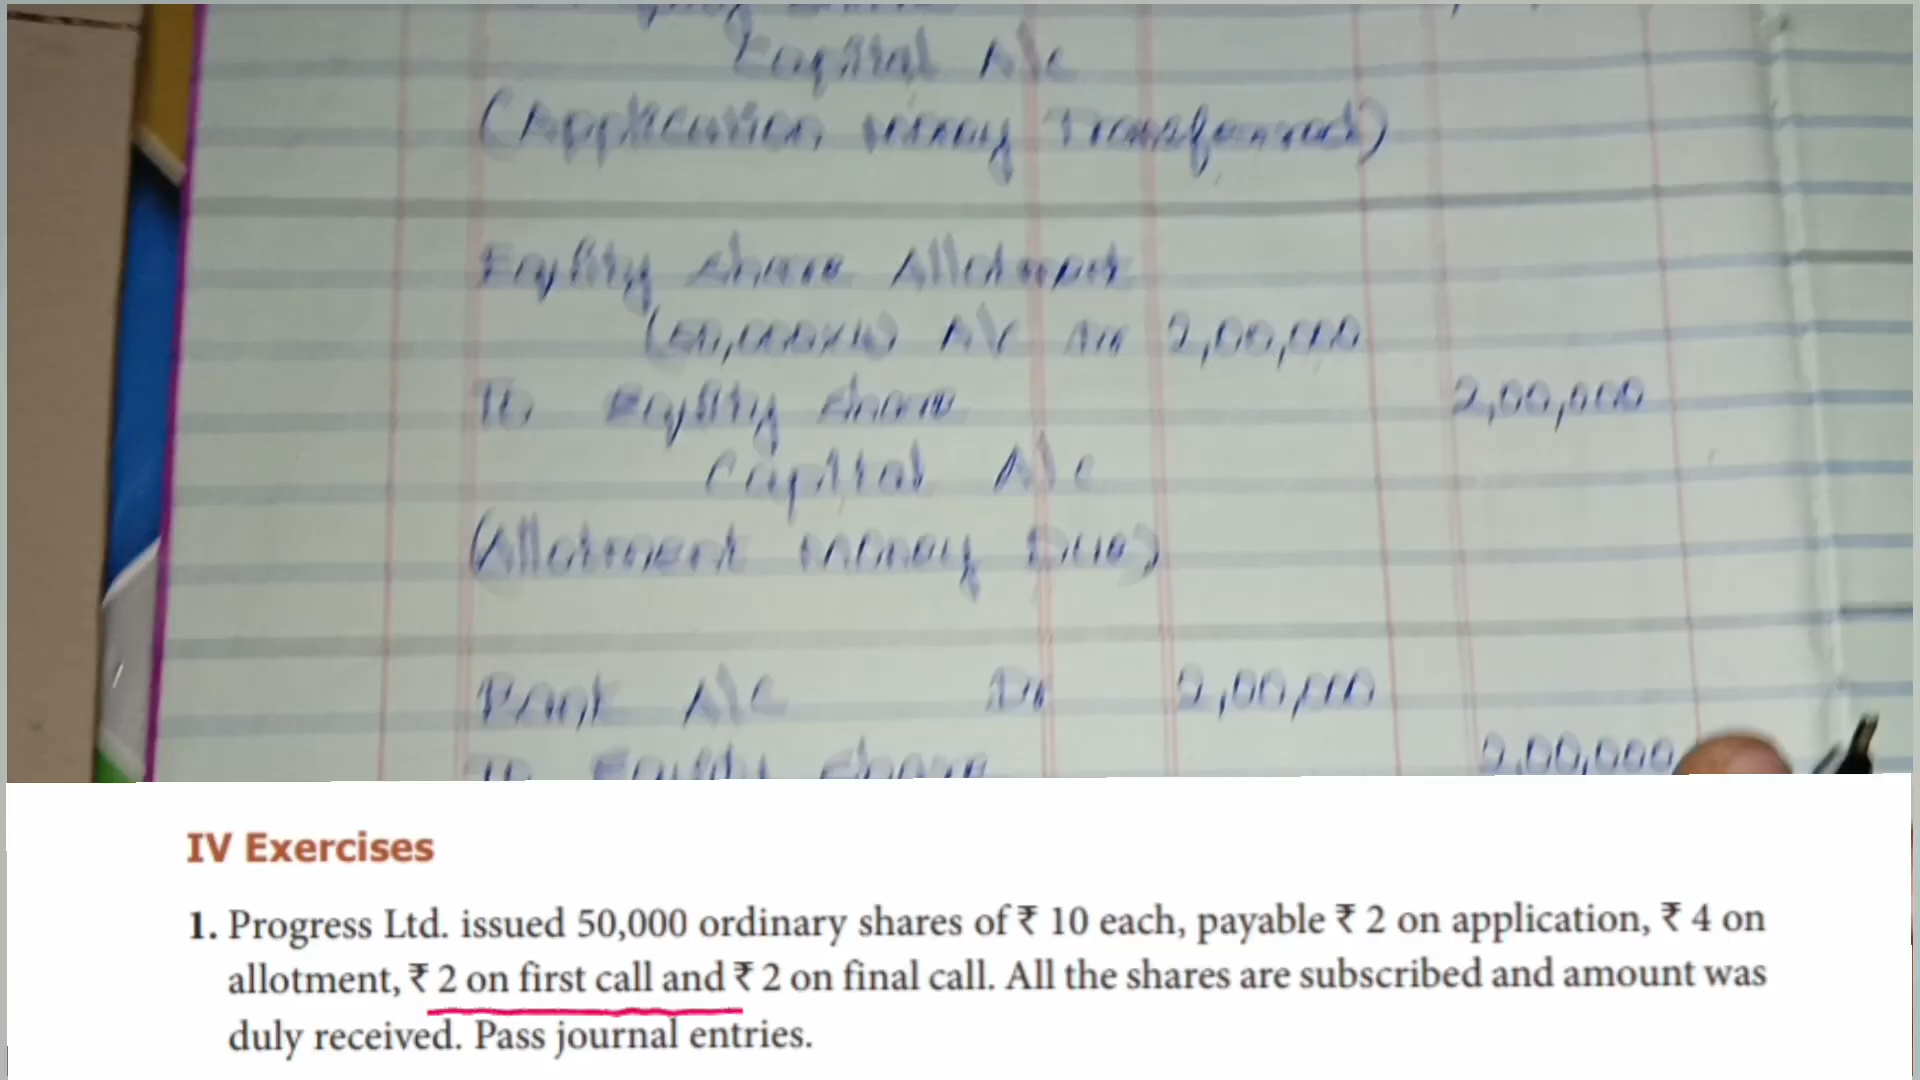 Capital A/c
(Application money Transferred)
Equity share Allotment
(50,000x4) A/c Dr 2,00,000
To Equity share 2,00,000
Capital A/c
(Allotment money Due)
Bank A/c Dr 2,00,000
To Equity share 2,00,000
IV Exercises
1. Progress Ltd. issued 50,000 ordinary shares of ₹ 10 each, payable ₹ 2 on application, ₹ 4 on
allotment, ₹ 2 on first call and ₹ 2 on final call. All the shares are subscribed and amount was
duly received. Pass journal entries.